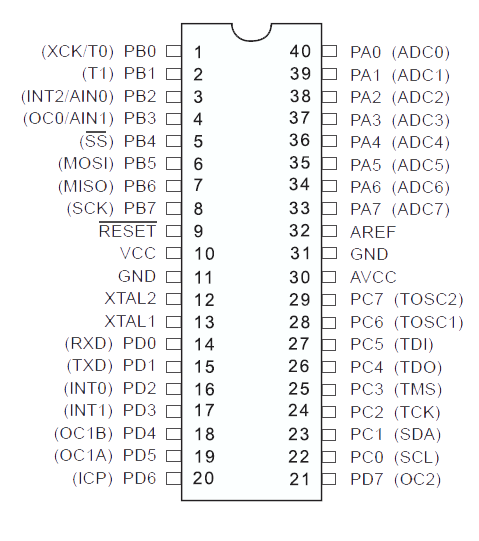 (XCK/T0) PB0 1 40 PA0 (ADC0)
(T1) PB1 2 39 PA1 (ADC1)
(INT2/AIN0) PB2 3 38 PA2 (ADC2)
(OC0/AIN1) PB3 4 37 PA3 (ADC3)
(S̅S̅) PB4 5 36 PA4 (ADC4)
(MOSI) PB5 6 35 PA5 (ADC5)
(MISO) PB6 7 34 PA6 (ADC6)
(SCK) PB7 8 33 PA7 (ADC7)
R̅E̅S̅E̅T̅ 9 32 AREF
VCC 10 31 GND
GND 11 30 AVCC
XTAL2 12 29 PC7 (TOSC2)
XTAL1 13 28 PC6 (TOSC1)
(RXD) PD0 14 27 PC5 (TDI)
(TXD) PD1 15 26 PC4 (TDO)
(INT0) PD2 16 25 PC3 (TMS)
(INT1) PD3 17 24 PC2 (TCK)
(OC1B) PD4 18 23 PC1 (SDA)
(OC1A) PD5 19 22 PC0 (SCL)
(ICP) PD6 20 21 PD7 (OC2)